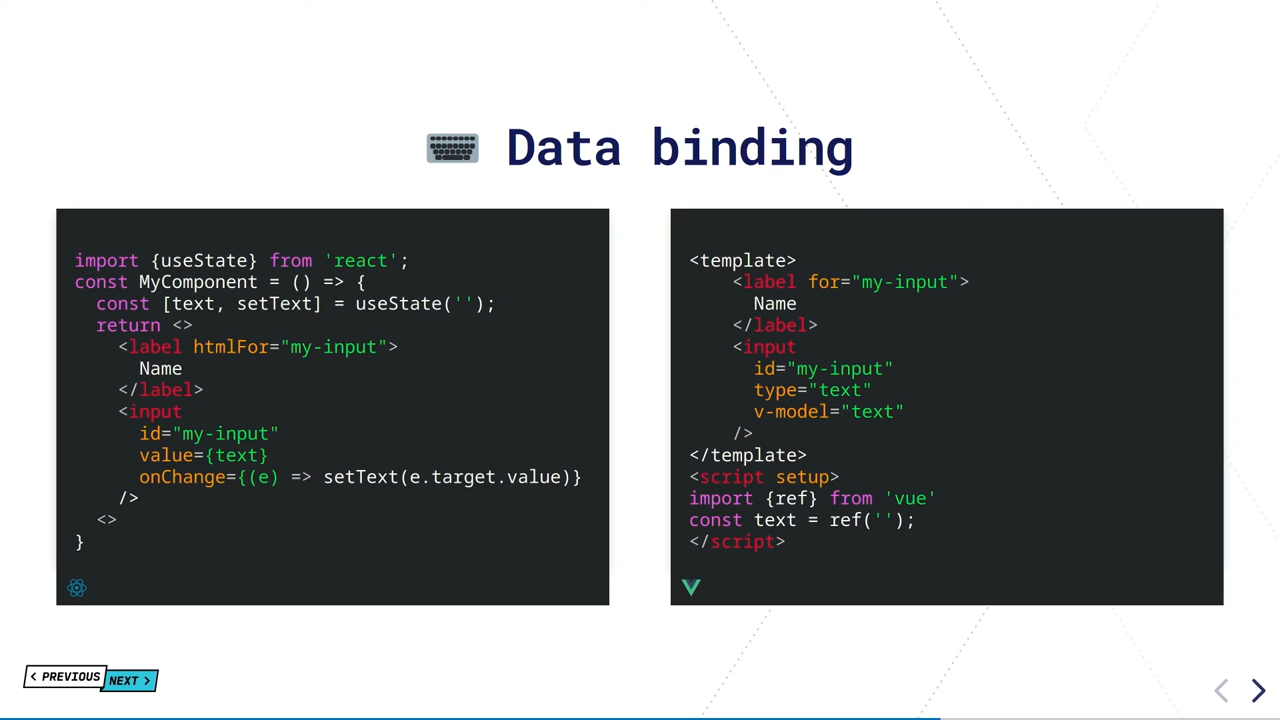 Data binding
import {useState} from 'react';
const MyComponent = () => {
  const [text, setText] = useState('');
  return <>
    <label htmlFor="my-input">
      Name
    </label>
    <input
      id="my-input"
      value={text}
      onChange={(e) => setText(e.target.value)}
    />
  <>
}
<template>
    <label for="my-input">
      Name
    </label>
    <input
      id="my-input"
      type="text"
      v-model="text"
    />
</template>
<script setup>
import {ref} from 'vue'
const text = ref('');
</script>
< PREVIOUS
NEXT >